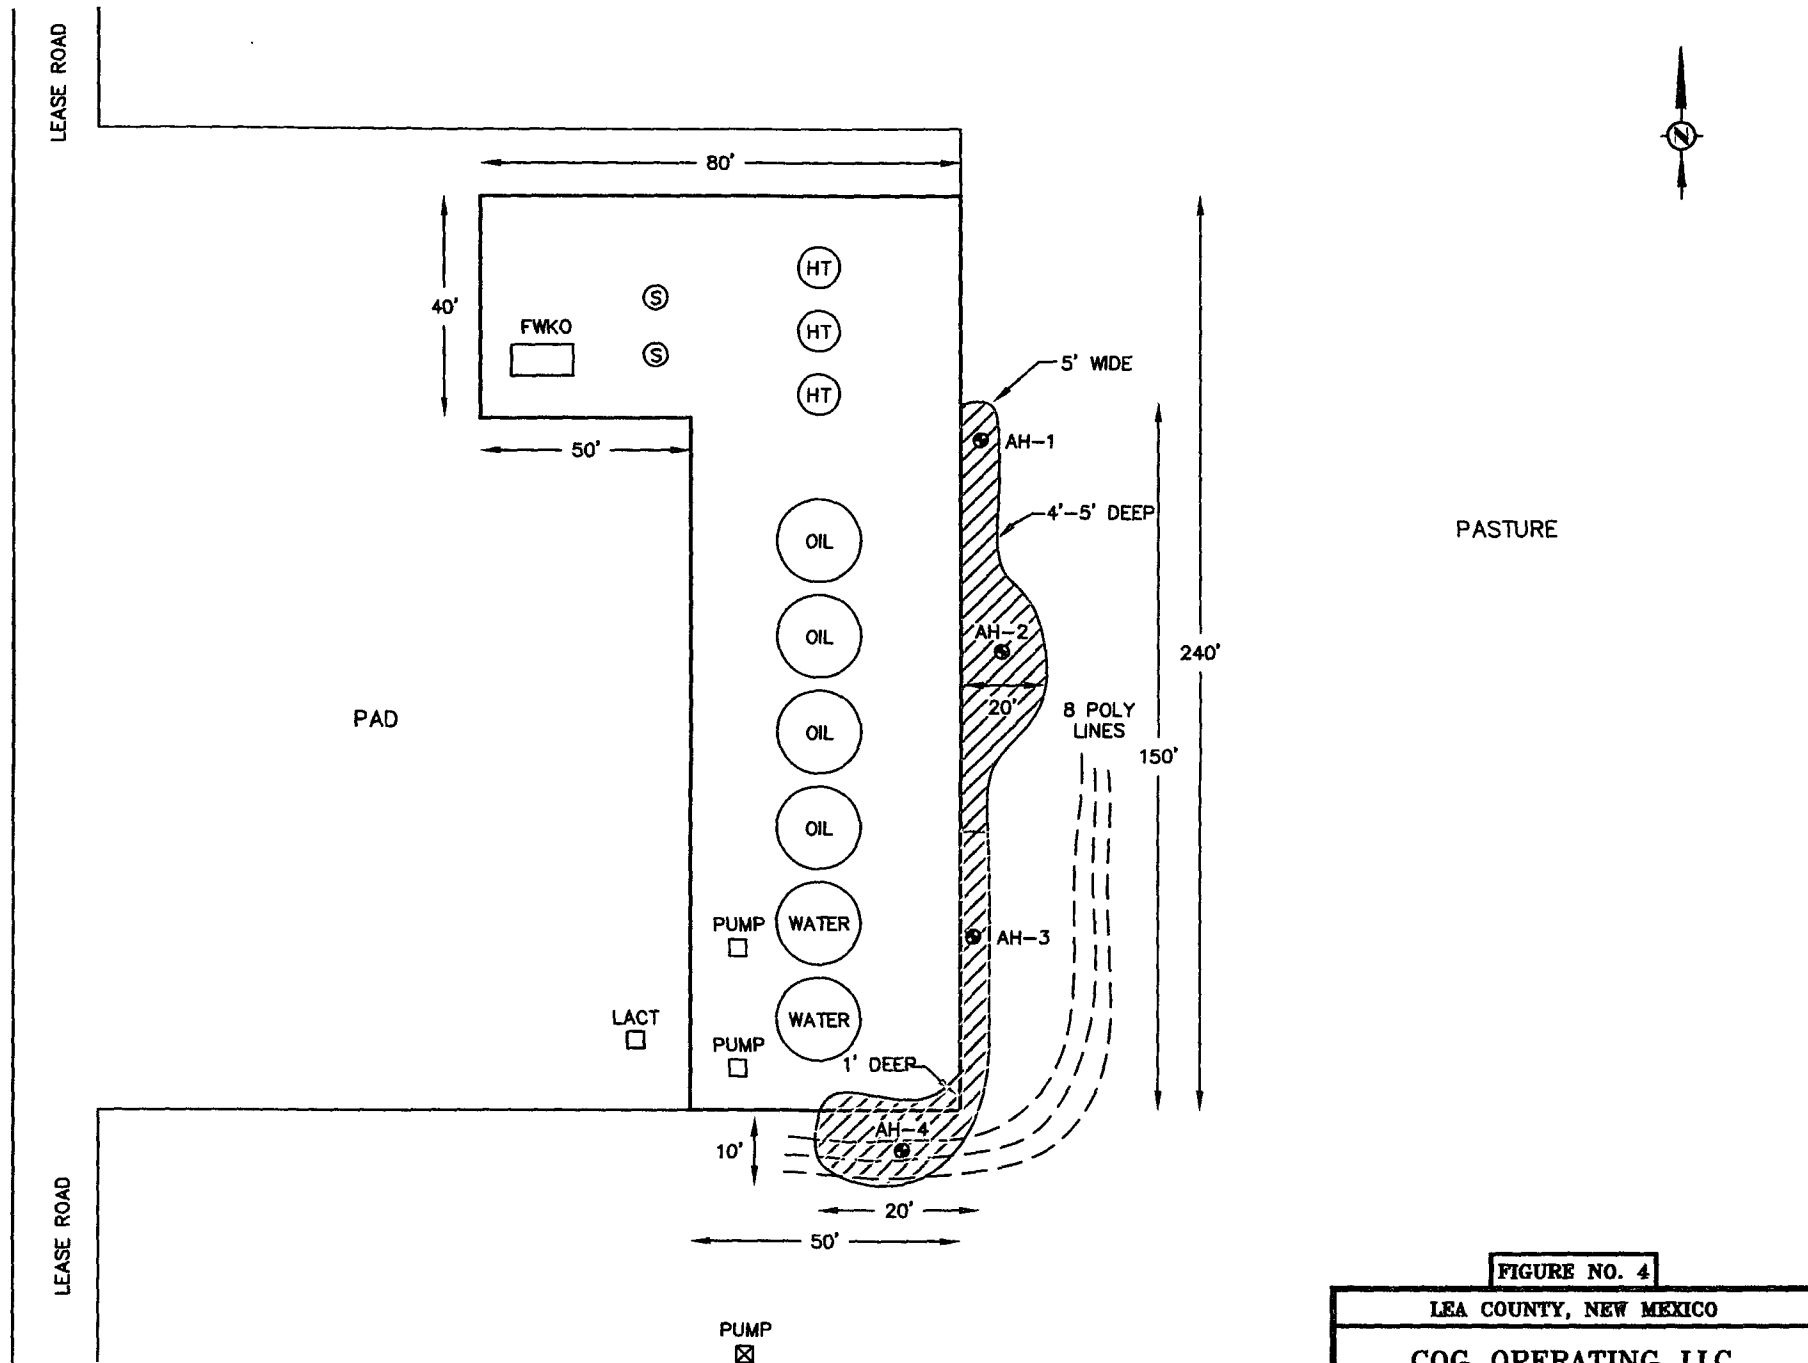 LEASE ROAD
80'
40'
HT
S
HT
FWKO
S
HT
5' WIDE
50'
AH-1
4'-5' DEEP
PASTURE
OIL
OIL
AH-2
240'
20'
8 POLY
LINES
PAD
OIL
150'
OIL
PUMP
WATER
AH-3
LACT
WATER
PUMP
1' DEEP
AH-4
10'
20'
50'
LEASE ROAD
PUMP
N
FIGURE NO. 4
LEA COUNTY, NEW MEXICO
COG OPERATING LLC